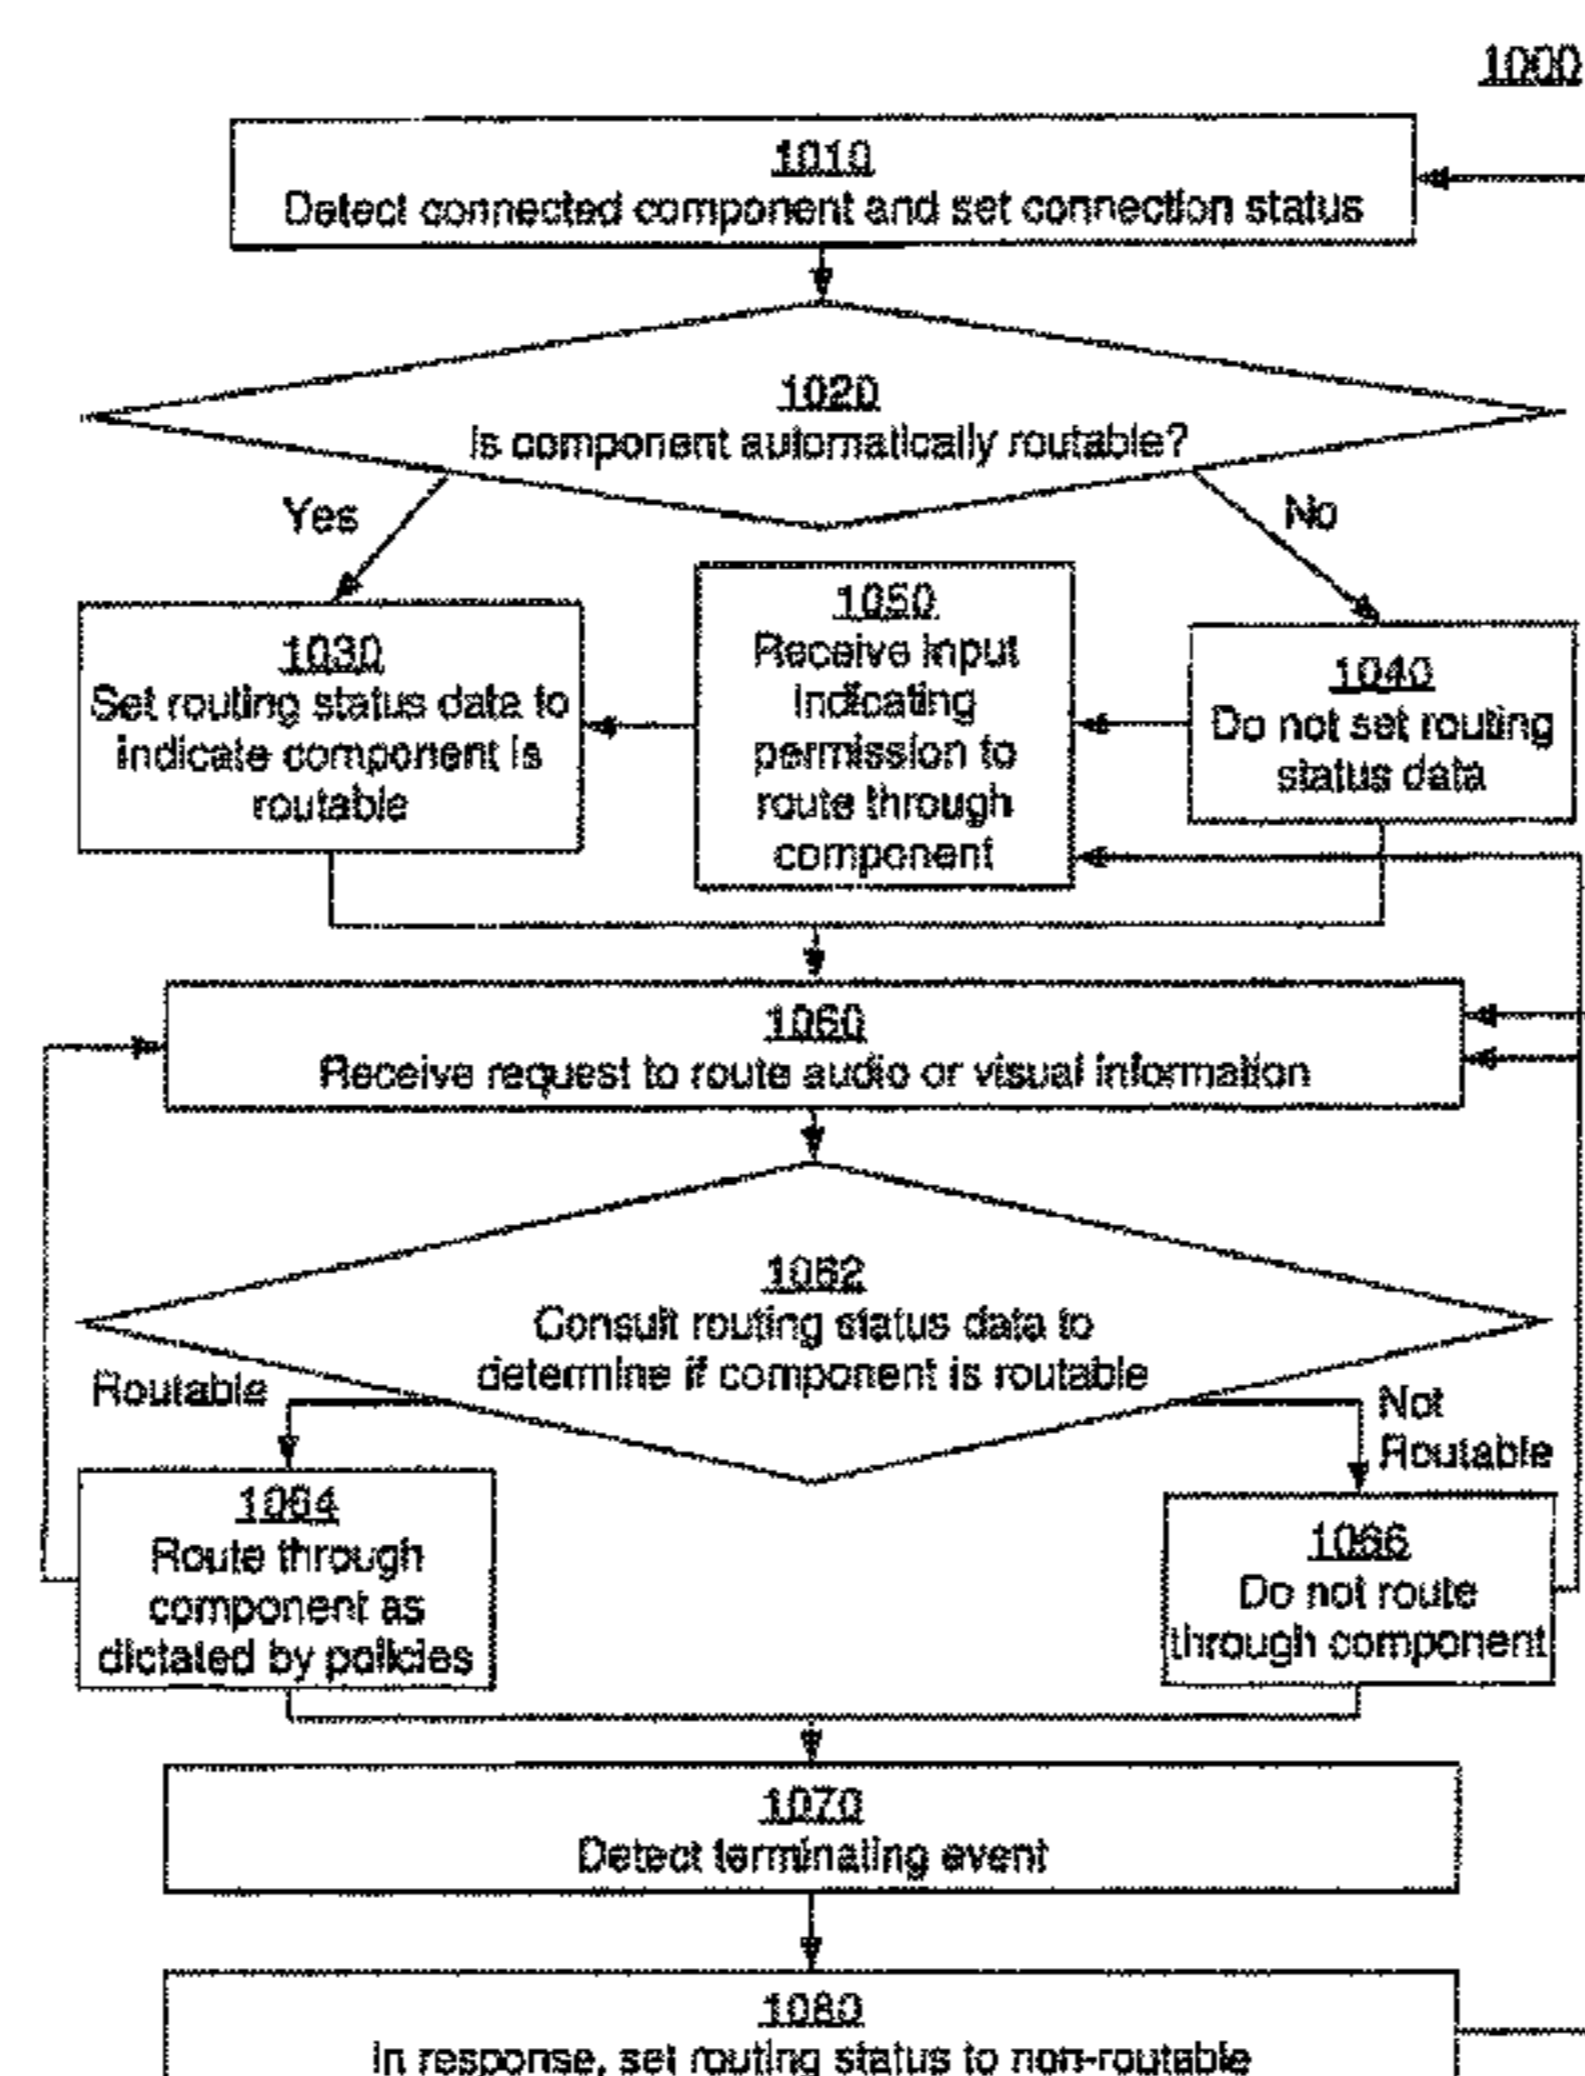 1000
1010
Detect connected component and set connection status
1020
Is component automatically routable?
Yes
No
1030
Set routing status data to
indicate component is
routable
1050
Receive input
indicating
permission to
route through
component
1040
Do not set routing
status data
1060
Receive request to route audio or visual information
1062
Consult routing status data to
determine if component is routable
Routable
Not
Routable
1064
Route through
component as
dictated by policies
1066
Do not route
through component
1070
Detect terminating event
1080
In response, set routing status to non-routable